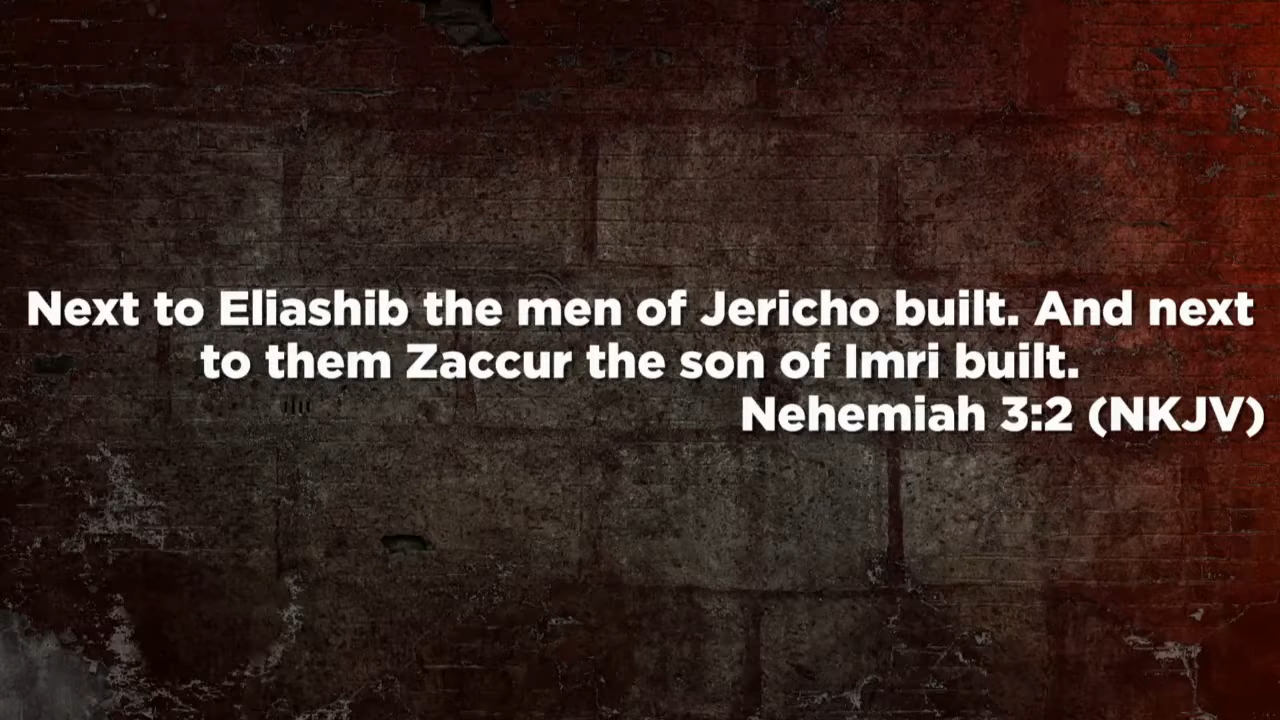 Next to Eliashib the men of Jericho built. And next
to them Zaccur the son of Imri built.
Nehemiah 3:2 (NKJV)